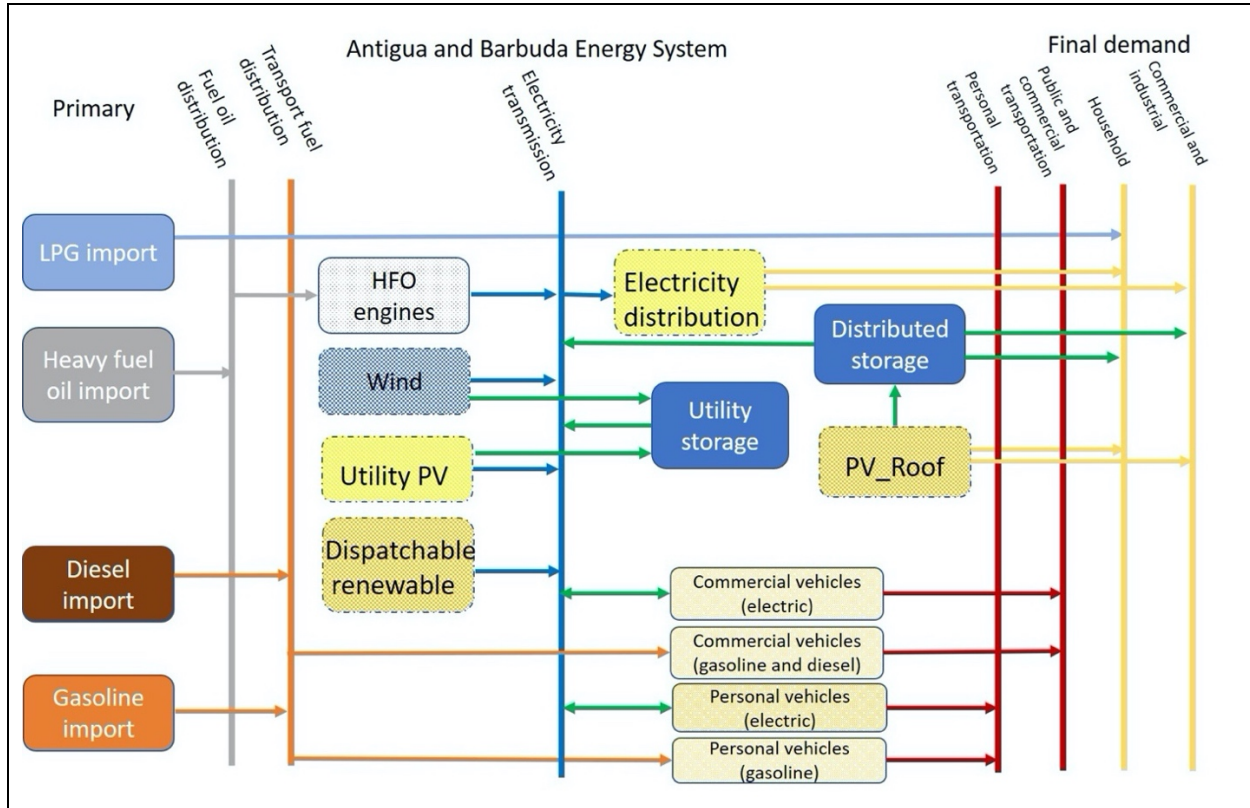 Antigua and Barbuda Energy System
Final demand
Primary
Fuel oil
distribution
Transport fuel
distribution
Electricity
transmission
Personal
transportation
Public and
commercial
transportation
Household
Commercial and
industrial
LPG import
HFO
engines
Electricity
distribution
Heavy fuel
oil import
Distributed
storage
Wind
Utility
storage
Utility PV
PV_Roof
Dispatchable
renewable
Diesel
import
Commercial vehicles
(electric)
Commercial vehicles
(gasoline and diesel)
Gasoline
import
Personal vehicles
(electric)
Personal vehicles
(gasoline)